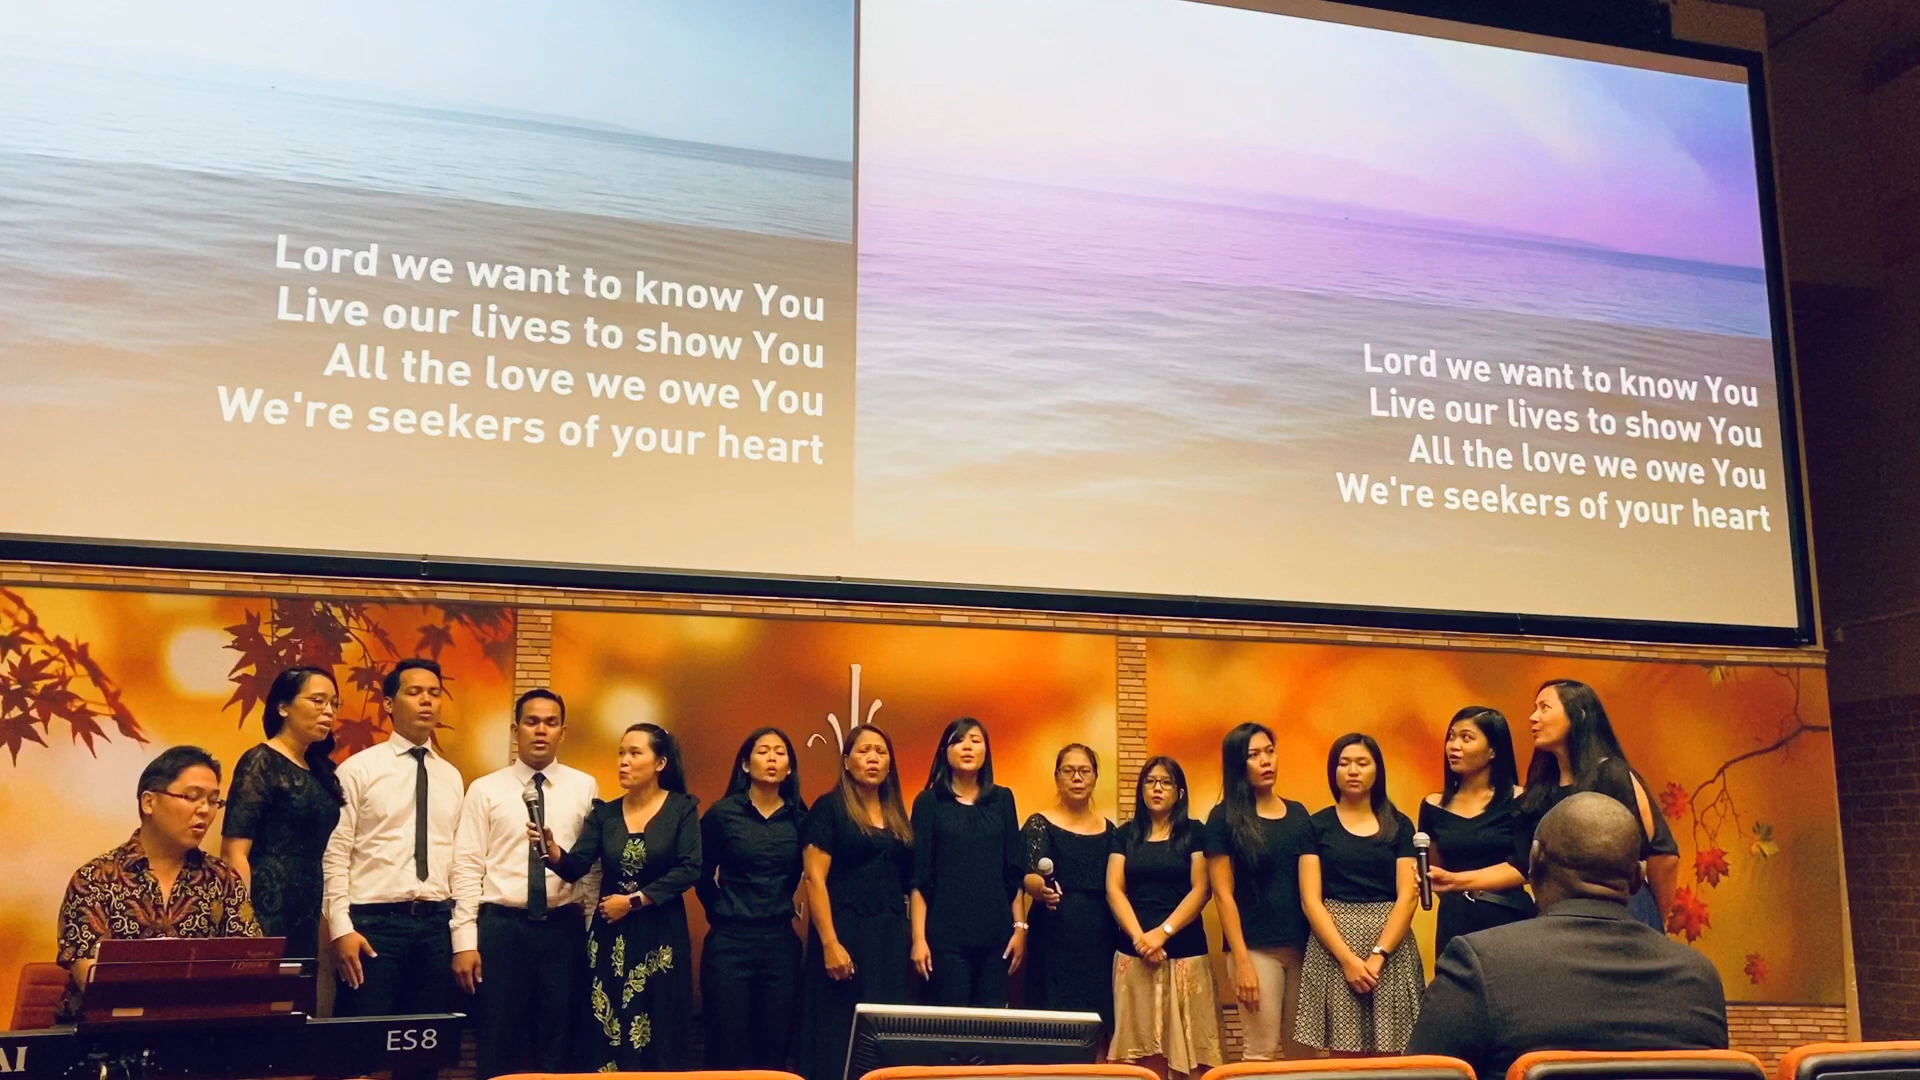 Lord we want to know You
Live our lives to show You
All the love we owe You
We're seekers of your heart
Lord we want to know You
Live our lives to show You
All the love we owe You
We're seekers of your heart
ES8